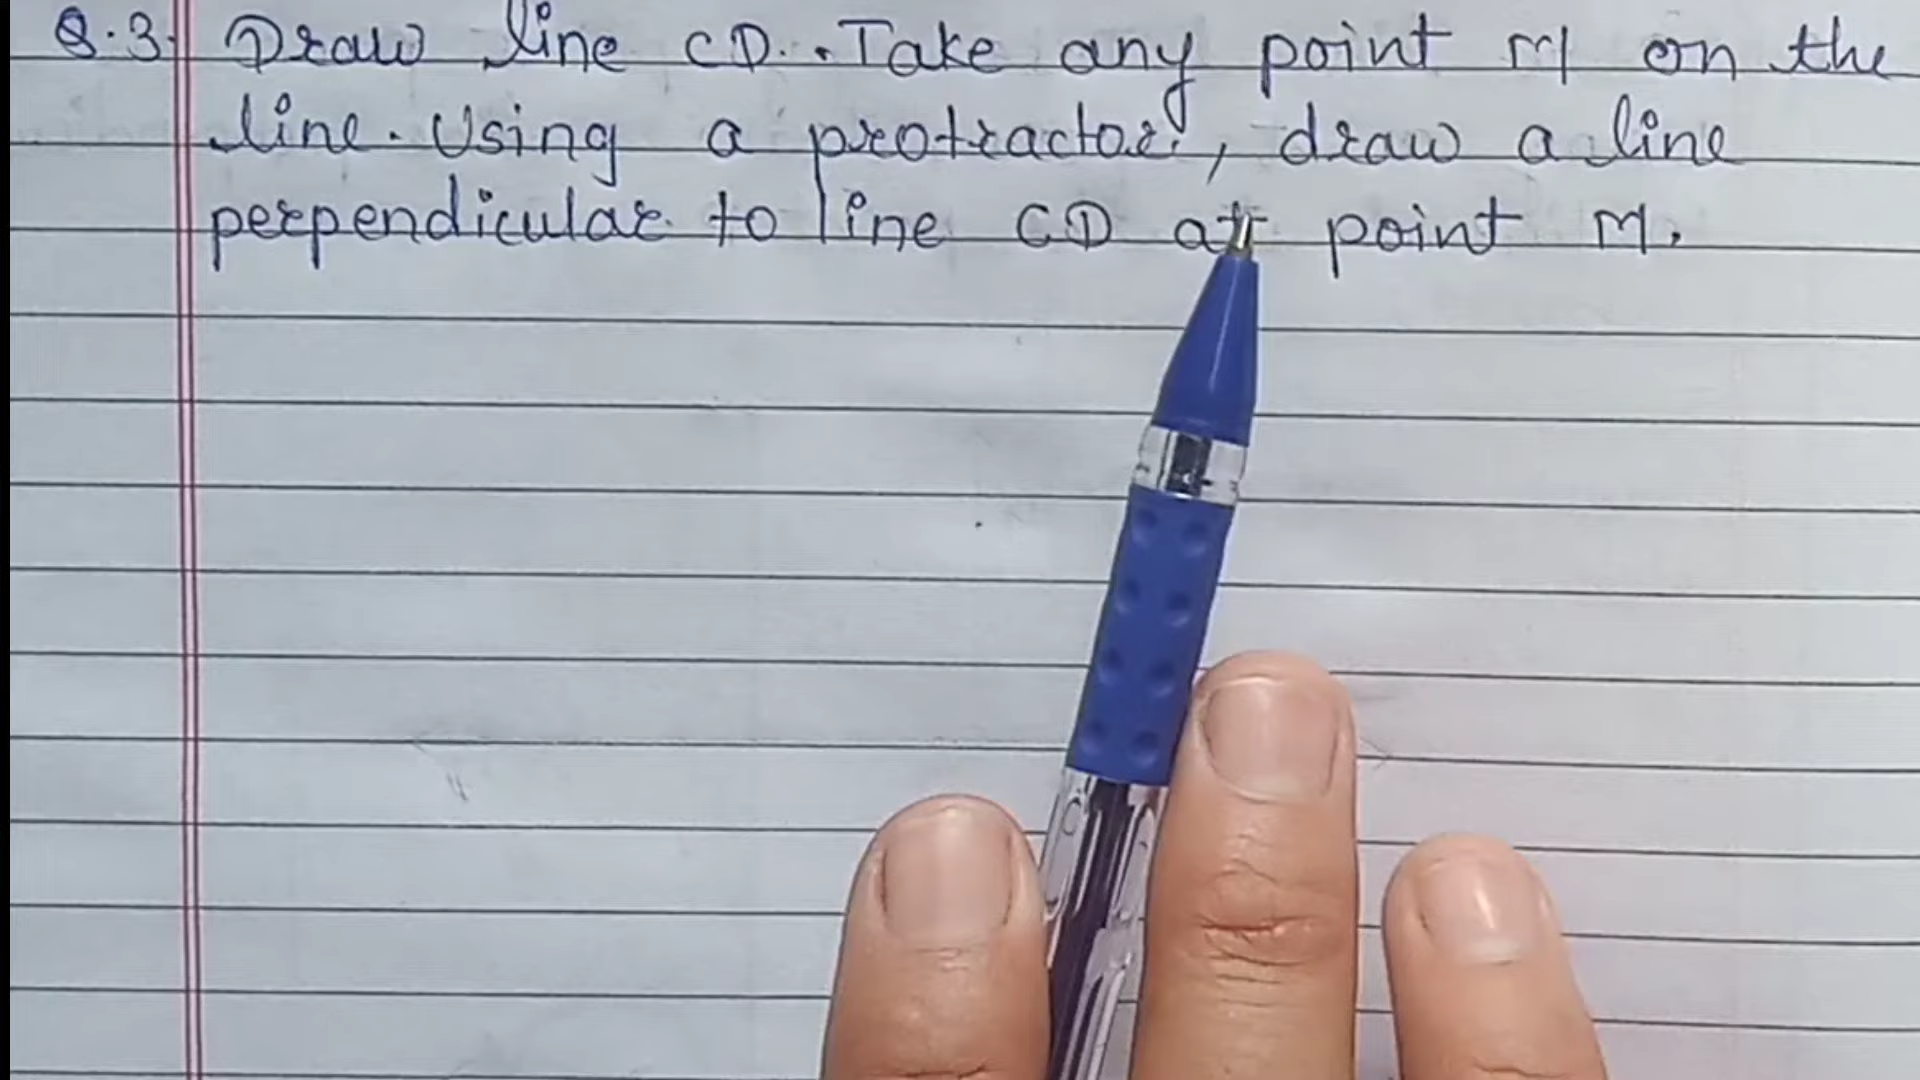 Q.3. Draw line CD. Take any point M on the
line. Using a protractor, draw a line
perpendicular to line CD at point M.